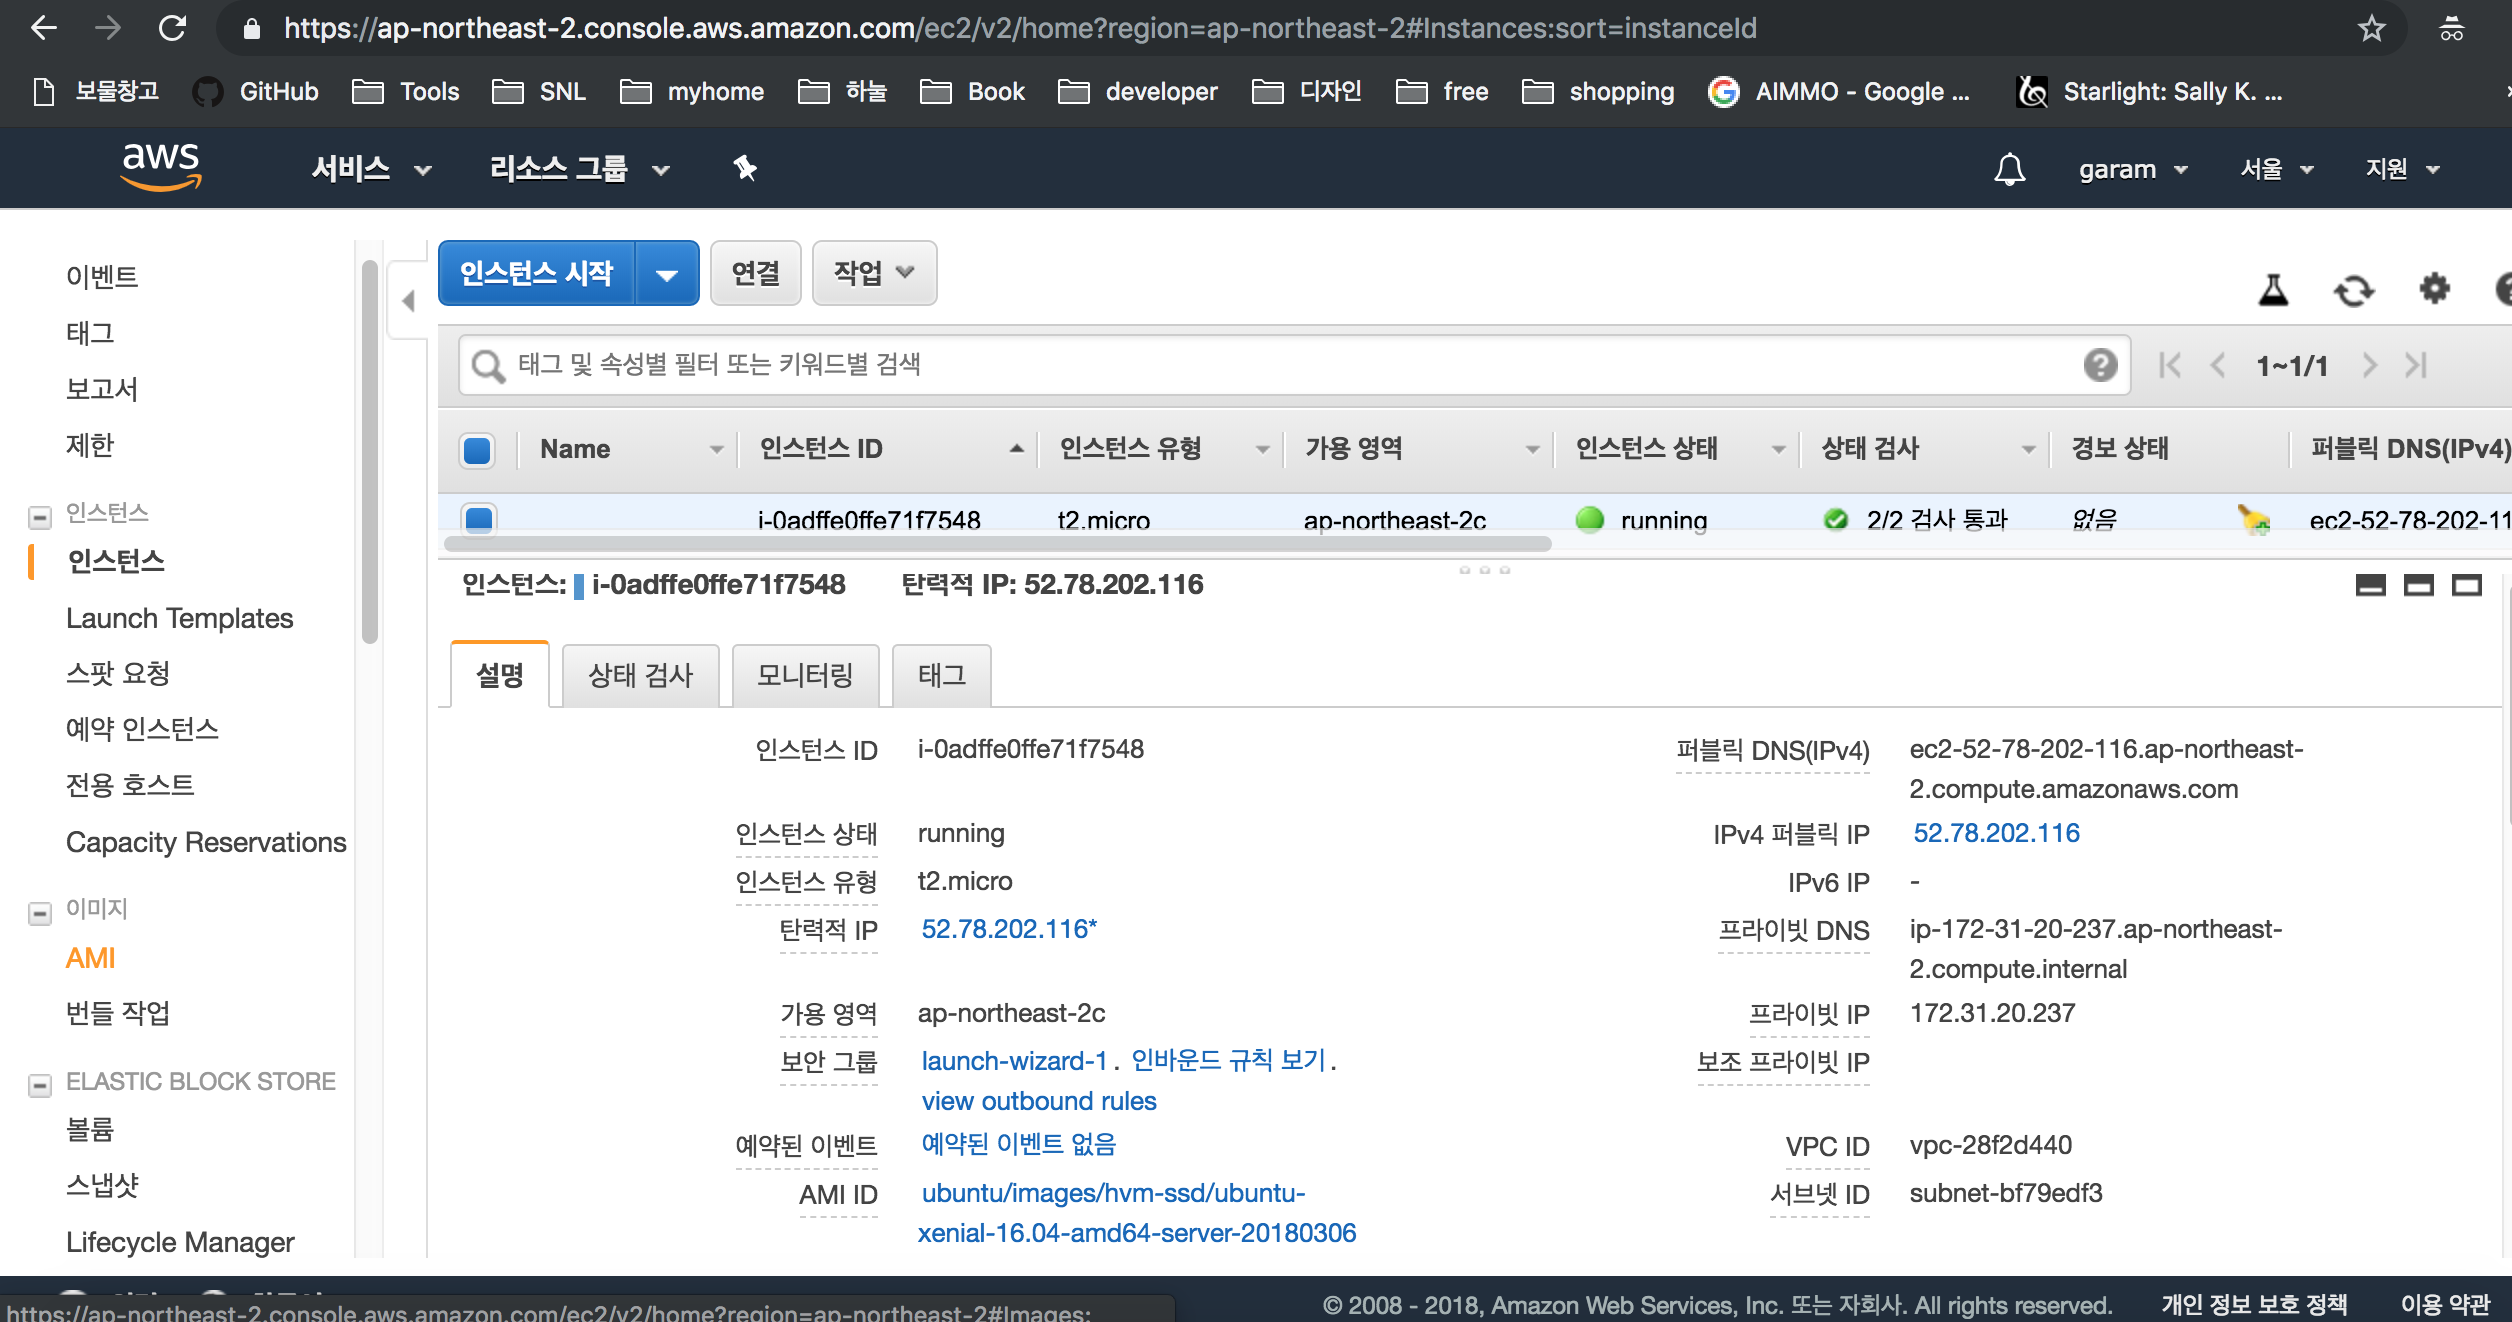 https://ap-northeast-2.console.aws.amazon.com/ec2/v2/home?region=ap-northeast-2#Instances:sort=instanceId
보물창고 GitHub Tools SNL myhome 하늘 Book developer 디자인 free shopping AIMMO - Google ... Starlight: Sally K. ...
aws 서비스 리소스 그룹 garam 서울 지원
이벤트
태그
보고서
제한
인스턴스
인스턴스
Launch Templates
스팟 요청
예약 인스턴스
전용 호스트
Capacity Reservations
이미지
AMI
번들 작업
ELASTIC BLOCK STORE
볼륨
스냅샷
Lifecycle Manager
인스턴스 시작 연결 작업
태그 및 속성별 필터 또는 키워드별 검색 1~1/1
Name 인스턴스 ID 인스턴스 유형 가용 영역 인스턴스 상태 상태 검사 경보 상태 퍼블릭 DNS(IPv4)
i-0adffe0ffe71f7548 t2.micro ap-northeast-2c running 2/2 검사 통과 없음 ec2-52-78-202-11
인스턴스: i-0adffe0ffe71f7548 탄력적 IP: 52.78.202.116
설명 상태 검사 모니터링 태그
인스턴스 ID i-0adffe0ffe71f7548
인스턴스 상태 running
인스턴스 유형 t2.micro
탄력적 IP 52.78.202.116*
가용 영역 ap-northeast-2c
보안 그룹 launch-wizard-1. 인바운드 규칙 보기.
view outbound rules
예약된 이벤트 예약된 이벤트 없음
AMI ID ubuntu/images/hvm-ssd/ubuntu-
xenial-16.04-amd64-server-20180306
퍼블릭 DNS(IPv4) ec2-52-78-202-116.ap-northeast-
2.compute.amazonaws.com
IPv4 퍼블릭 IP 52.78.202.116
IPv6 IP -
프라이빗 DNS ip-172-31-20-237.ap-northeast-
2.compute.internal
프라이빗 IP 172.31.20.237
보조 프라이빗 IP
VPC ID vpc-28f2d440
서브넷 ID subnet-bf79edf3
https://ap-northeast-2.console.aws.amazon.com/ec2/v2/home?region=ap-northeast-2#Images:
© 2008 - 2018, Amazon Web Services, Inc. 또는 자회사. All rights reserved. 개인 정보 보호 정책 이용 약관